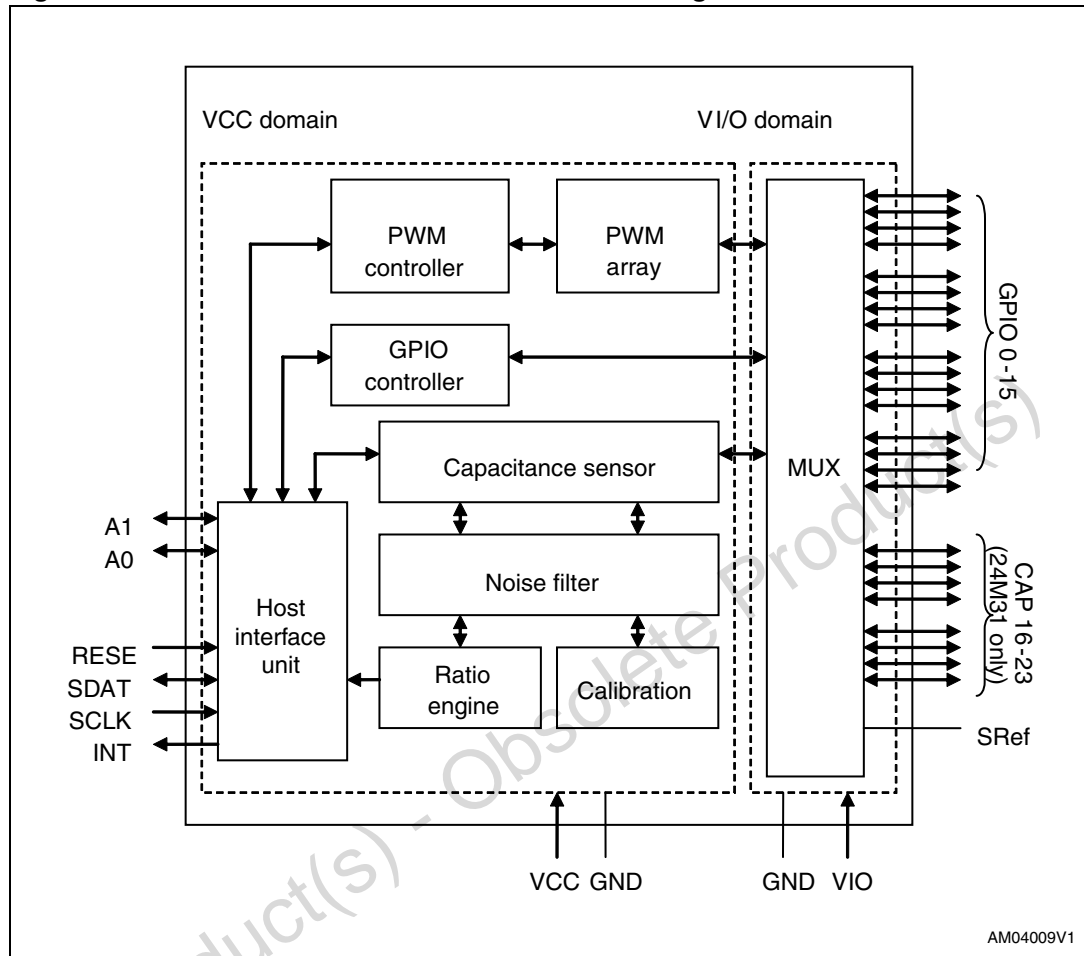 VCC domain
VI/O domain
PWM
controller
PWM
array
GPIO
controller
Capacitance sensor
MUX
GPIO 0 -15
A1
A0
Noise filter
Host
interface
unit
CAP 16 -23
(24M31 only)
RESE
SDAT
SCLK
INT
Ratio
engine
Calibration
SRef
VCC GND
GND VIO
AM04009V1
duct(s) - Obsolete Product(s)